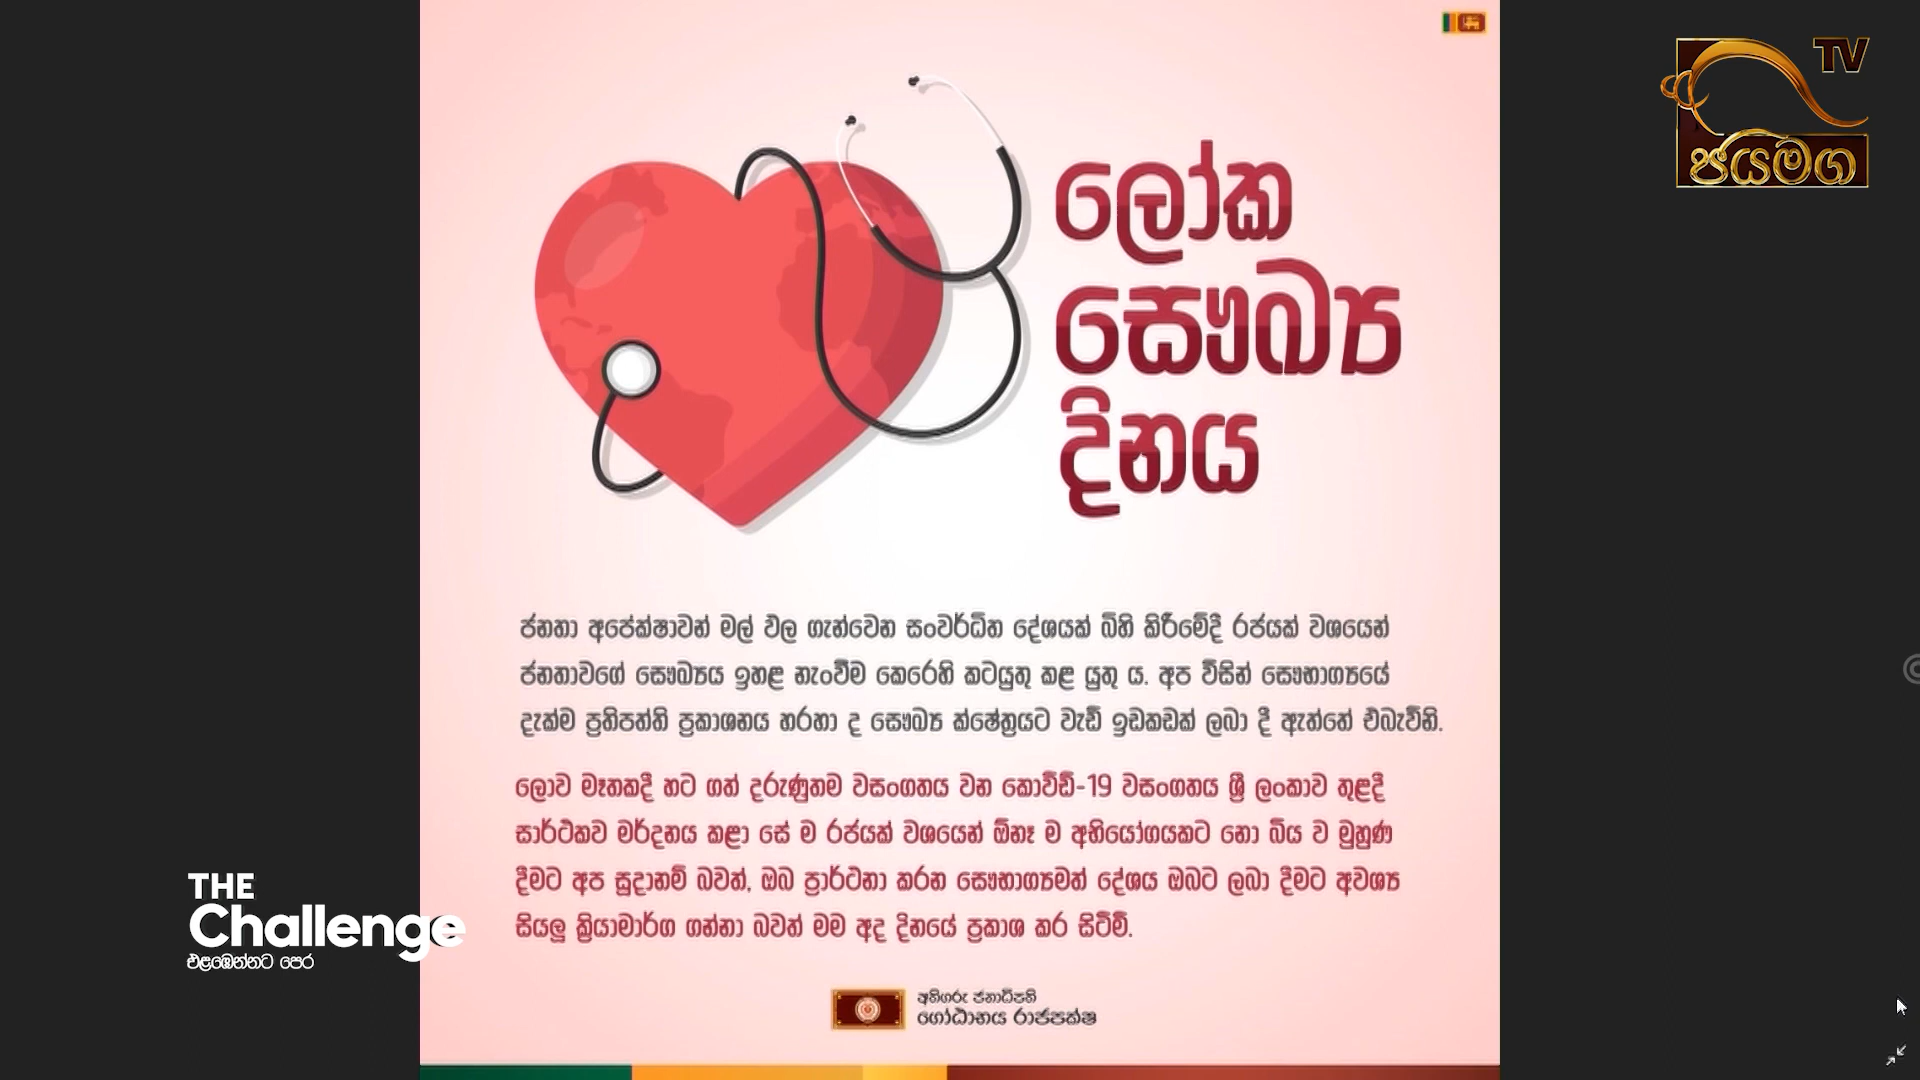 TV
ජයමග
ලෝක
සෞඛ්‍ය
දිනය
ජනතා අපේක්ෂාවන් මල් ඵල ගැන්වෙන සංවර්ධිත දේශයක් බිහි කිරීමේදී රජයක් වශයෙන්
ජනතාවගේ සෞඛ්‍යය ඉහළ නැංවීම කෙරෙහි කටයුතු කළ යුතු ය. අප විසින් සෞභාග්‍යයේ
දැක්ම ප්‍රතිපත්ති ප්‍රකාශනය හරහා ද සෞඛ්‍ය ක්ෂේත්‍රයට වැඩි ඉඩකඩක් ලබා දී ඇත්තේ එබැවිනි.
ලොව මෑතකදී හට ගත් දරුණුතම වසංගතය වන කොවිඩ්-19 වසංගතය ශ්‍රී ලංකාව තුළදී
සාර්ථකව මර්දනය කළා සේ ම රජයක් වශයෙන් ඕනෑ ම අභියෝගයකට නො බිය ව මුහුණ
දීමට අප සූදානම් බවත්, ඔබ ප්‍රාර්ථනා කරන සෞභාග්‍යමත් දේශය ඔබට ලබා දීමට අවශ්‍ය
සියලු ක්‍රියාමාර්ග ගන්නා බවත් මම අද දිනයේ ප්‍රකාශ කර සිටිමි.
THE
Challenge
එළඹෙන්නට පෙර
අතිගරු ජනාධිපති
ගෝඨාභය රාජපක්ෂ